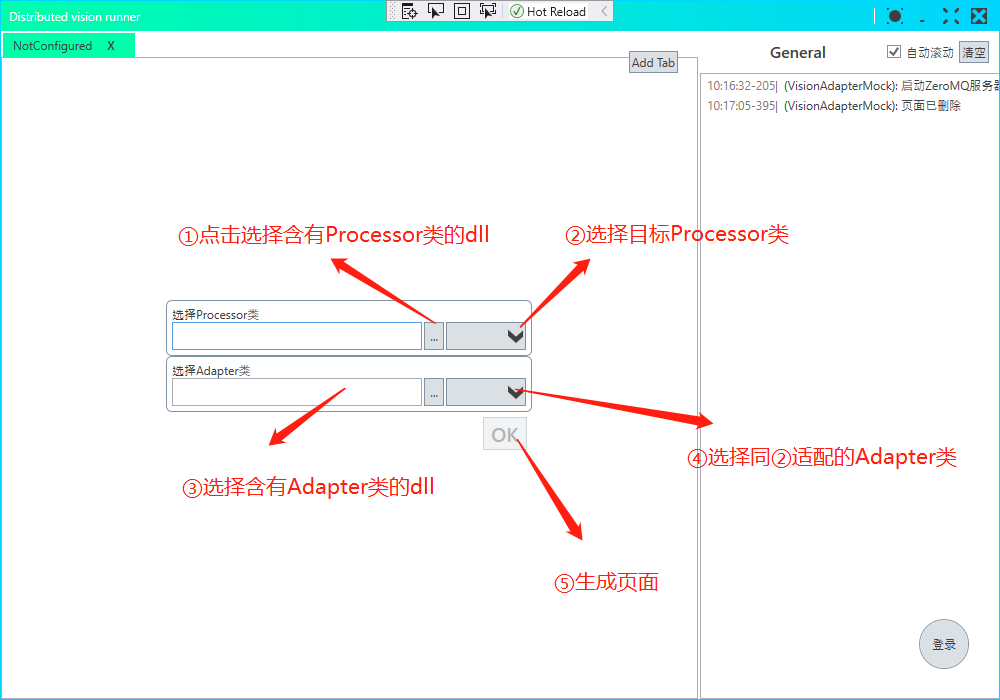 Distributed vision runner
Hot Reload
NotConfigured X
Add Tab
General
自动滚动
清空
10:16:32-205| (VisionAdapterMock): 启动ZeroMQ服务器
10:17:05-395| (VisionAdapterMock): 页面已删除
①点击选择含有Processor类的dll
②选择目标Processor类
选择Processor类
...
选择Adapter类
...
OK
④选择同②适配的Adapter类
③选择含有Adapter类的dll
⑤生成页面
登录